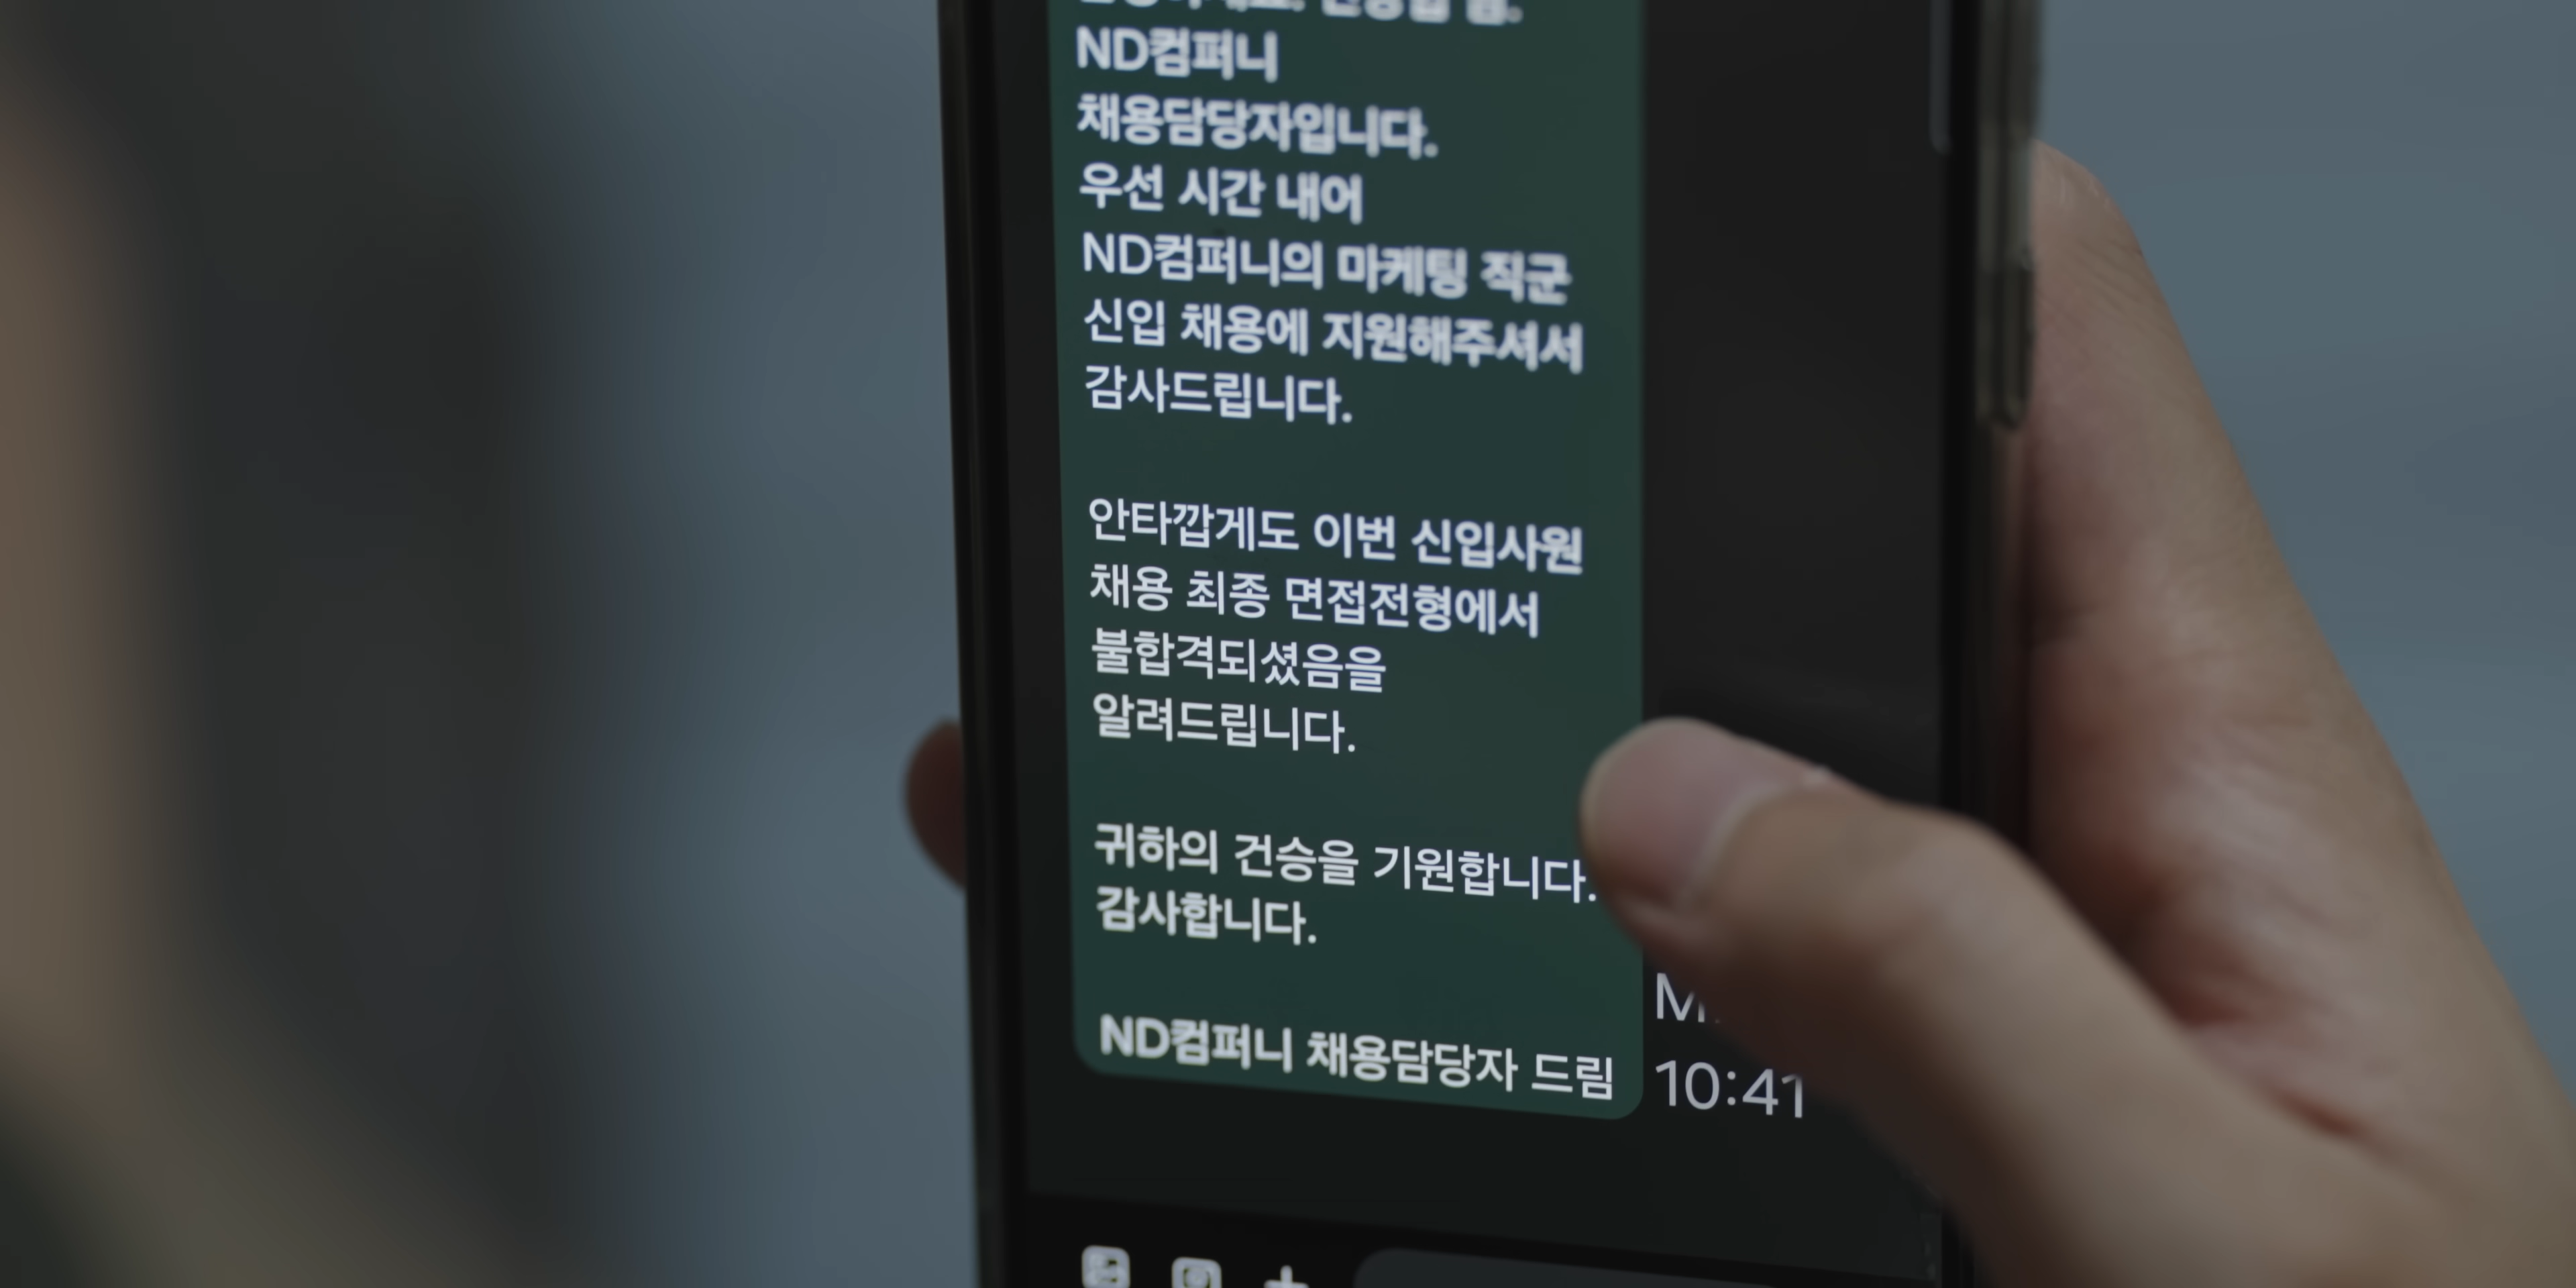 ND컴퍼니
채용담당자입니다.
우선 시간 내어
ND컴퍼니의 마케팅 직군
신입 채용에 지원해주셔서
감사드립니다.
안타깝게도 이번 신입사원
채용 최종 면접전형에서
불합격되셨음을
알려드립니다.
귀하의 건승을 기원합니다.
감사합니다.
ND컴퍼니 채용담당자 드림
10:41